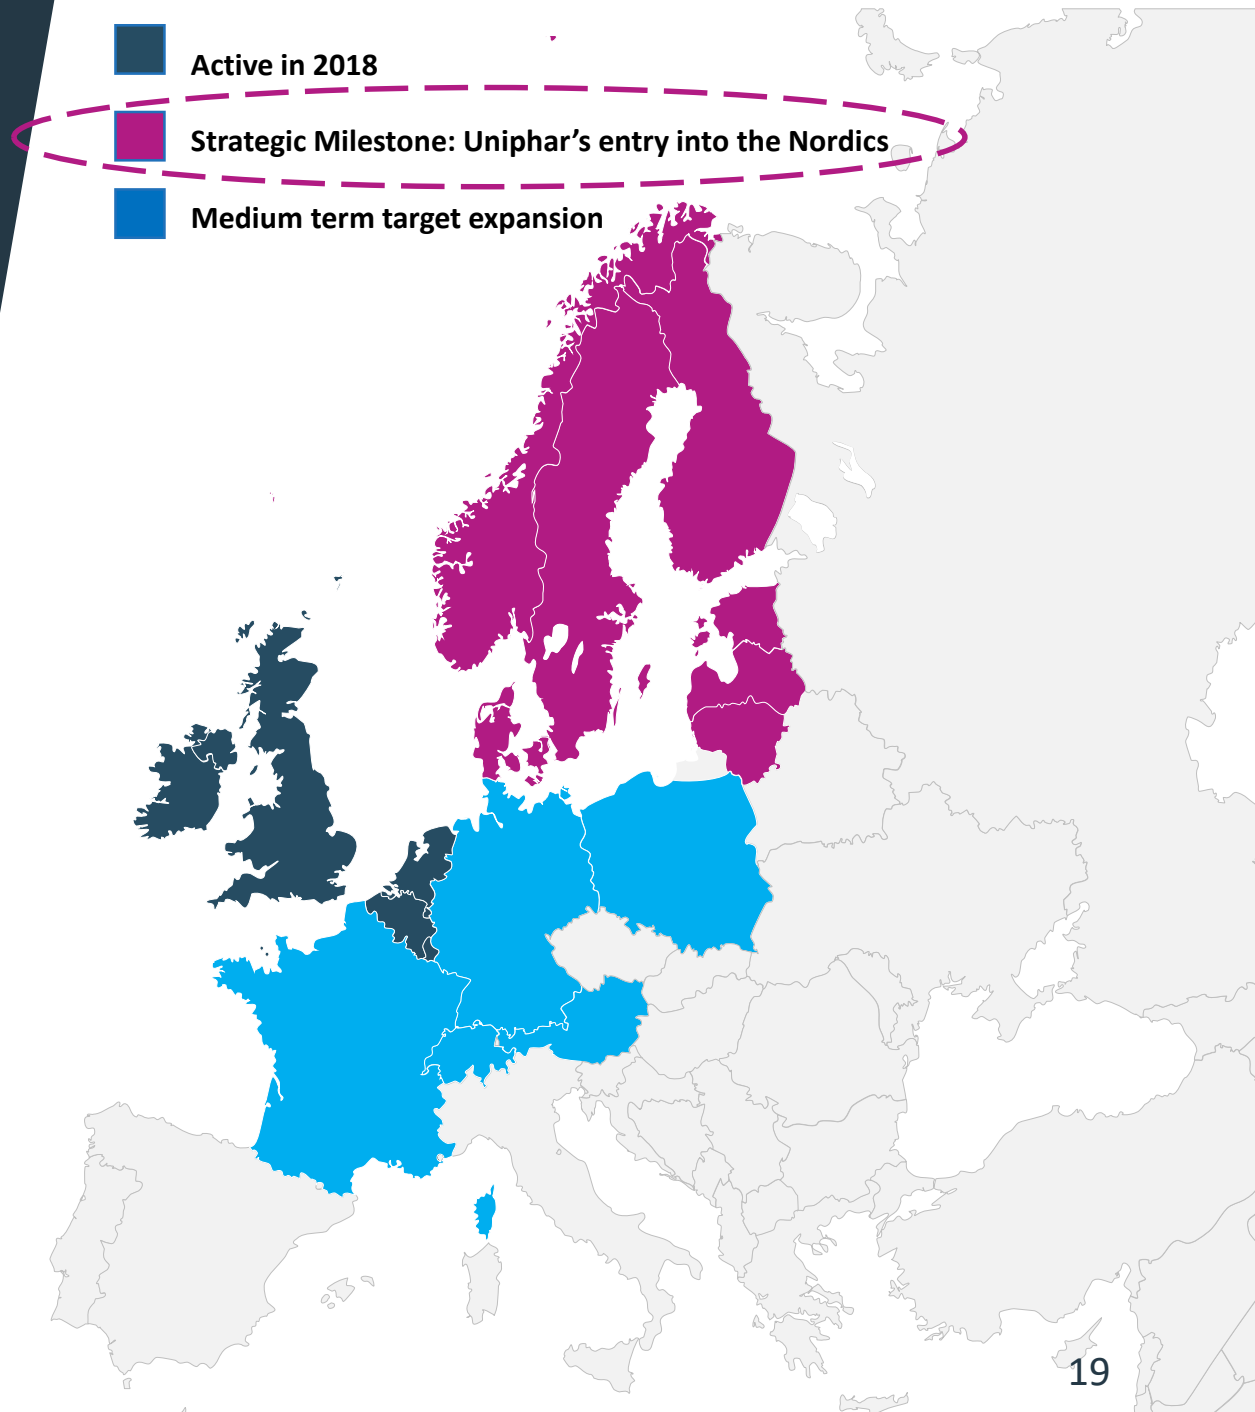 Active in 2018
Strategic Milestone: Uniphar’s entry into the Nordics
Medium term target expansion
19